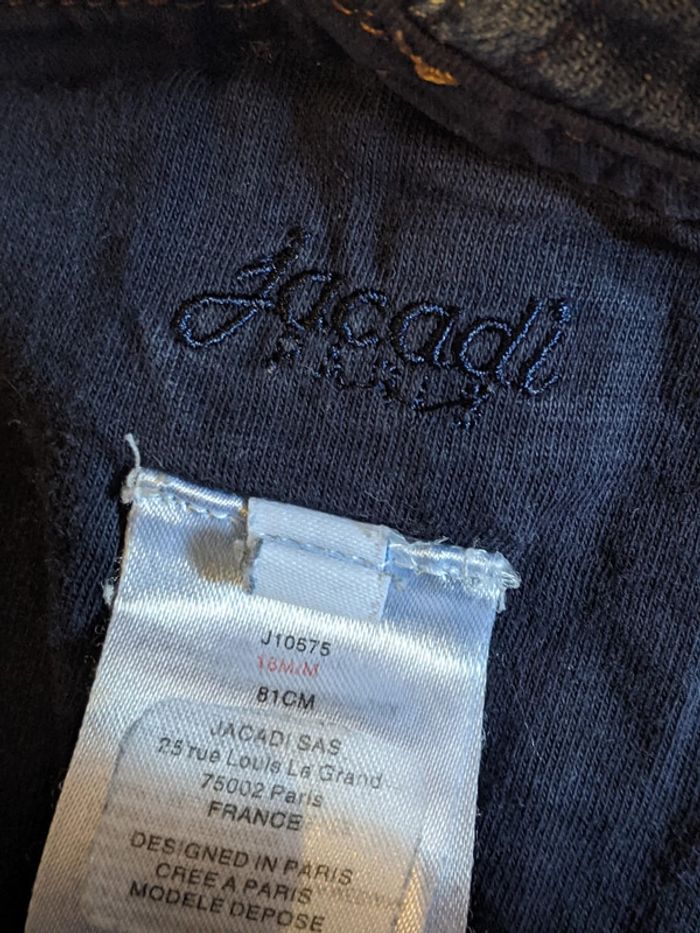 jacadi
PARIS
J10575
18M/M
81CM
JACADI SAS
25 rue Louis Le Grand
75002 Paris
FRANCE
DESIGNED IN PARIS
CREE A PARIS
MODELE DEPOSE